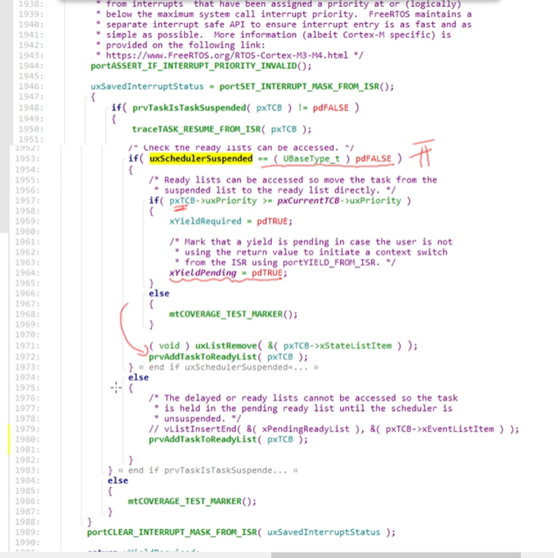 1938: * from interrupts  that have been assigned a priority at or (logically)
1939: * below the maximum system call interrupt priority.  FreeRTOS maintains a
1940: * separate interrupt safe API to ensure interrupt entry is as fast and as
1941: * simple as possible.  More information (albeit Cortex-M specific) is
1942: * provided on the following link:
1943: * https://www.FreeRTOS.org/RTOS-Cortex-M3-M4.html */
1944: portASSERT_IF_INTERRUPT_PRIORITY_INVALID();
1945:
1946: uxSavedInterruptStatus = portSET_INTERRUPT_MASK_FROM_ISR();
1947: {
1948: if( prvTaskIsTaskSuspended( pxTCB ) != pdFALSE )
1949: {
1950: traceTASK_RESUME_FROM_ISR( pxTCB );
1951:
1952: /* Check the ready lists can be accessed. */
1953: if( uxSchedulerSuspended == ( UBaseType_t ) pdFALSE )
1954: {
1955: /* Ready lists can be accessed so move the task from the
1956: * suspended list to the ready list directly. */
1957: if( pxTCB->uxPriority >= pxCurrentTCB->uxPriority )
1958: {
1959: xYieldRequired = pdTRUE;
1960:
1961: /* Mark that a yield is pending in case the user is not
1962: * using the return value to initiate a context switch
1963: * from the ISR using portYIELD_FROM_ISR. */
1964: xYieldPending = pdTRUE;
1965: }
1966: else
1967: {
1968: mtCOVERAGE_TEST_MARKER();
1969: }
1970:
1971: ( void ) uxListRemove( &( pxTCB->xStateListItem ) );
1972: prvAddTaskToReadyList( pxTCB );
1973: } « end if uxSchedulerSuspended=... »
1974: else
1975: {
1976: /* The delayed or ready lists cannot be accessed so the task
1977: * is held in the pending ready list until the scheduler is
1978: * unsuspended. */
1979: // vListInsertEnd( &( xPendingReadyList ), &( pxTCB->xEventListItem ) );
1980: prvAddTaskToReadyList( pxTCB );
1981:
1982: }
1983: } « end if prvTaskIsTaskSuspende... »
1984: else
1985: {
1986: mtCOVERAGE_TEST_MARKER();
1987: }
1988: }
1989: portCLEAR_INTERRUPT_MASK_FROM_ISR( uxSavedInterruptStatus );
1990: